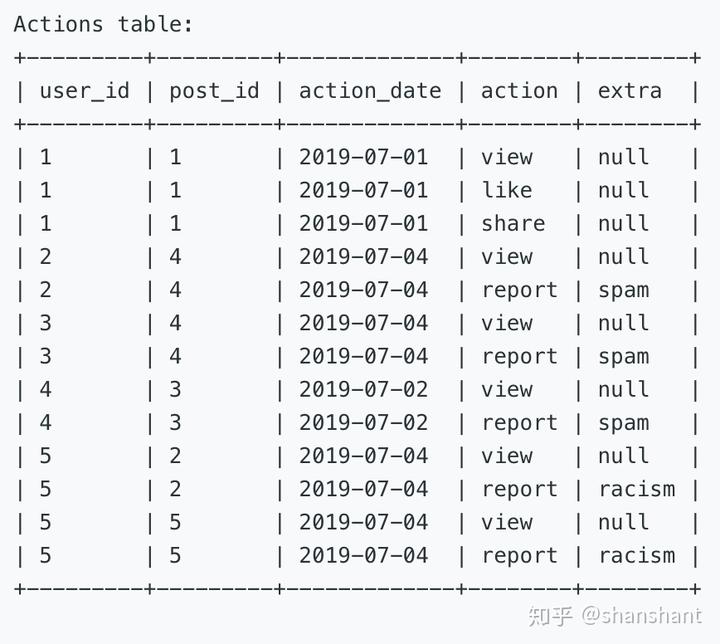 Actions table:
+---------+---------+-------------+--------+--------+
| user_id | post_id | action_date | action | extra  |
+---------+---------+-------------+--------+--------+
| 1       | 1       | 2019-07-01  | view   | null   |
| 1       | 1       | 2019-07-01  | like   | null   |
| 1       | 1       | 2019-07-01  | share  | null   |
| 2       | 4       | 2019-07-04  | view   | null   |
| 2       | 4       | 2019-07-04  | report | spam   |
| 3       | 4       | 2019-07-04  | view   | null   |
| 3       | 4       | 2019-07-04  | report | spam   |
| 4       | 3       | 2019-07-02  | view   | null   |
| 4       | 3       | 2019-07-02  | report | spam   |
| 5       | 2       | 2019-07-04  | view   | null   |
| 5       | 2       | 2019-07-04  | report | racism |
| 5       | 5       | 2019-07-04  | view   | null   |
| 5       | 5       | 2019-07-04  | report | racism |
+---------+---------+-------------+--------+--------+
知乎 @shanshant